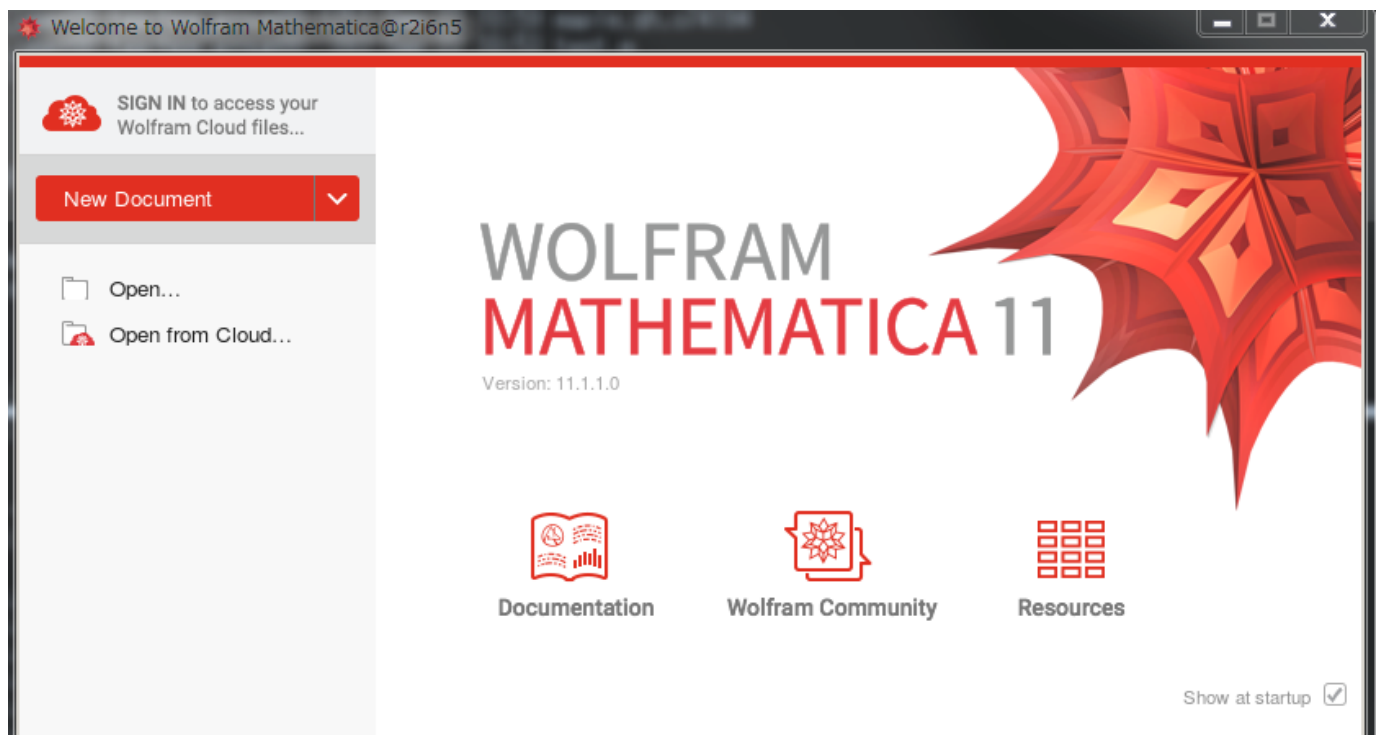 Welcome to Wolfram Mathematica@r2i6n5
SIGN IN to access your
Wolfram Cloud files...
New Document
Open...
Open from Cloud...
WOLFRAM
MATHEMATICA 11
Version: 11.1.1.0
Documentation
Wolfram Community
Resources
Show at startup